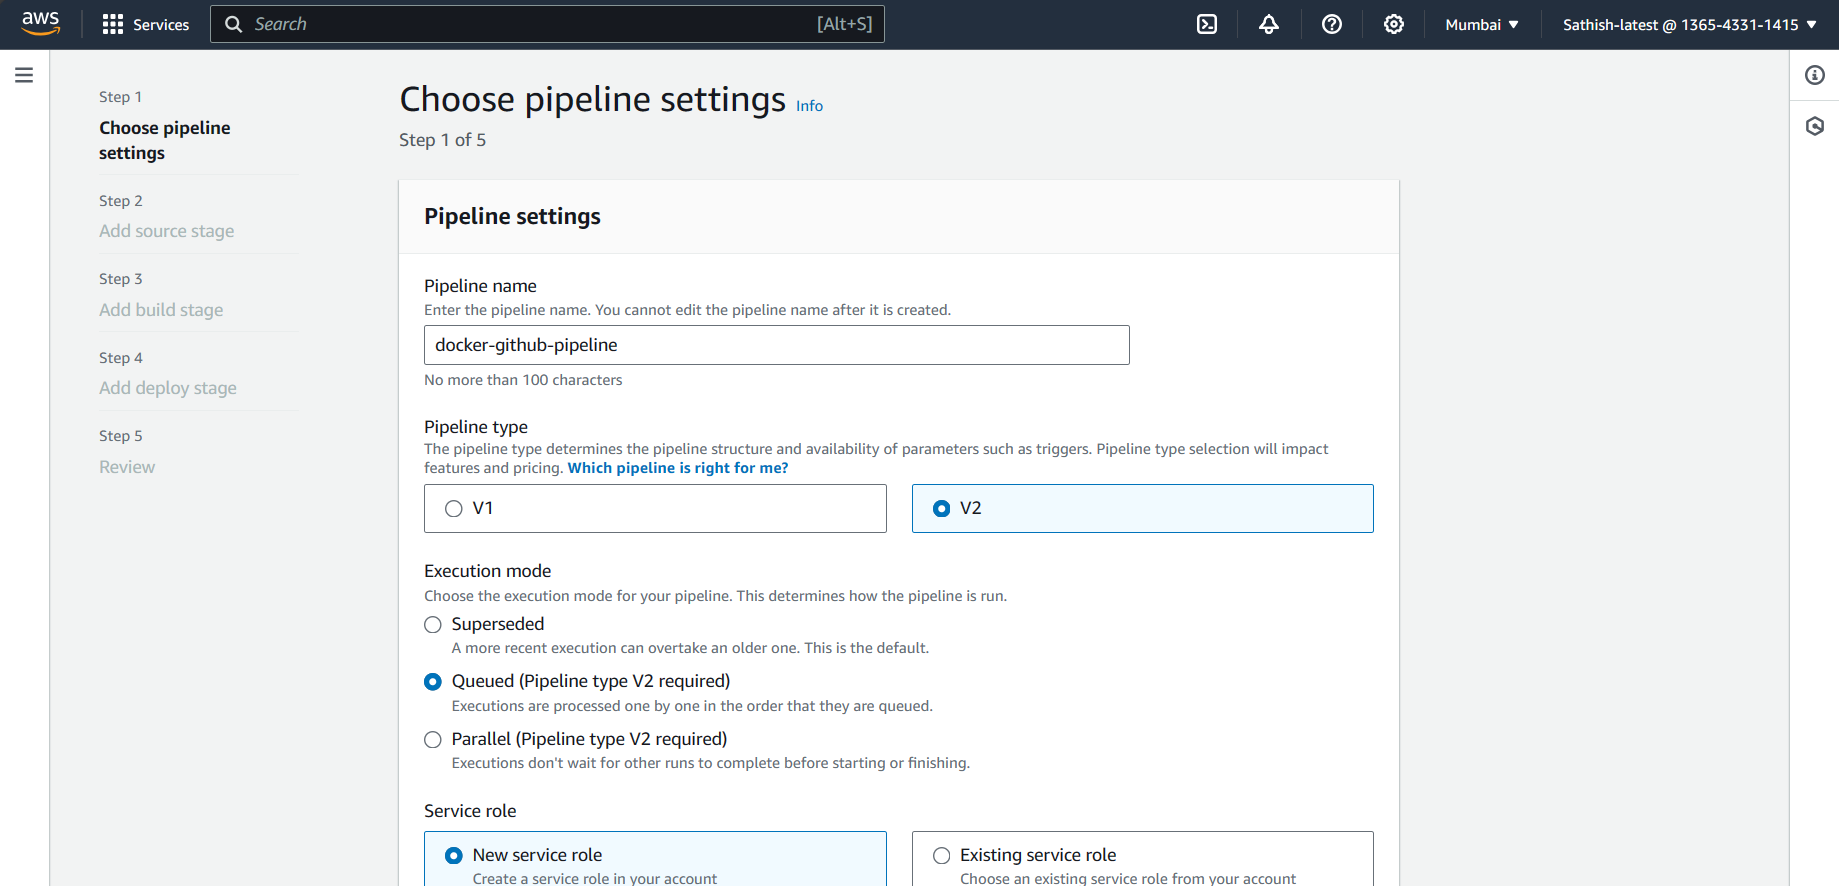 aws
Services
Search
[Alt+S]
Mumbai
Sathish-latest @ 1365-4331-1415
Step 1
Choose pipeline
settings
Step 2
Add source stage
Step 3
Add build stage
Step 4
Add deploy stage
Step 5
Review
Choose pipeline settings Info
Step 1 of 5
Pipeline settings
Pipeline name
Enter the pipeline name. You cannot edit the pipeline name after it is created.
docker-github-pipeline
No more than 100 characters
Pipeline type
The pipeline type determines the pipeline structure and availability of parameters such as triggers. Pipeline type selection will impact
features and pricing. Which pipeline is right for me?
V1
V2
Execution mode
Choose the execution mode for your pipeline. This determines how the pipeline is run.
Superseded
A more recent execution can overtake an older one. This is the default.
Queued (Pipeline type V2 required)
Executions are processed one by one in the order that they are queued.
Parallel (Pipeline type V2 required)
Executions don't wait for other runs to complete before starting or finishing.
Service role
New service role
Create a service role in your account
Existing service role
Choose an existing service role from your account